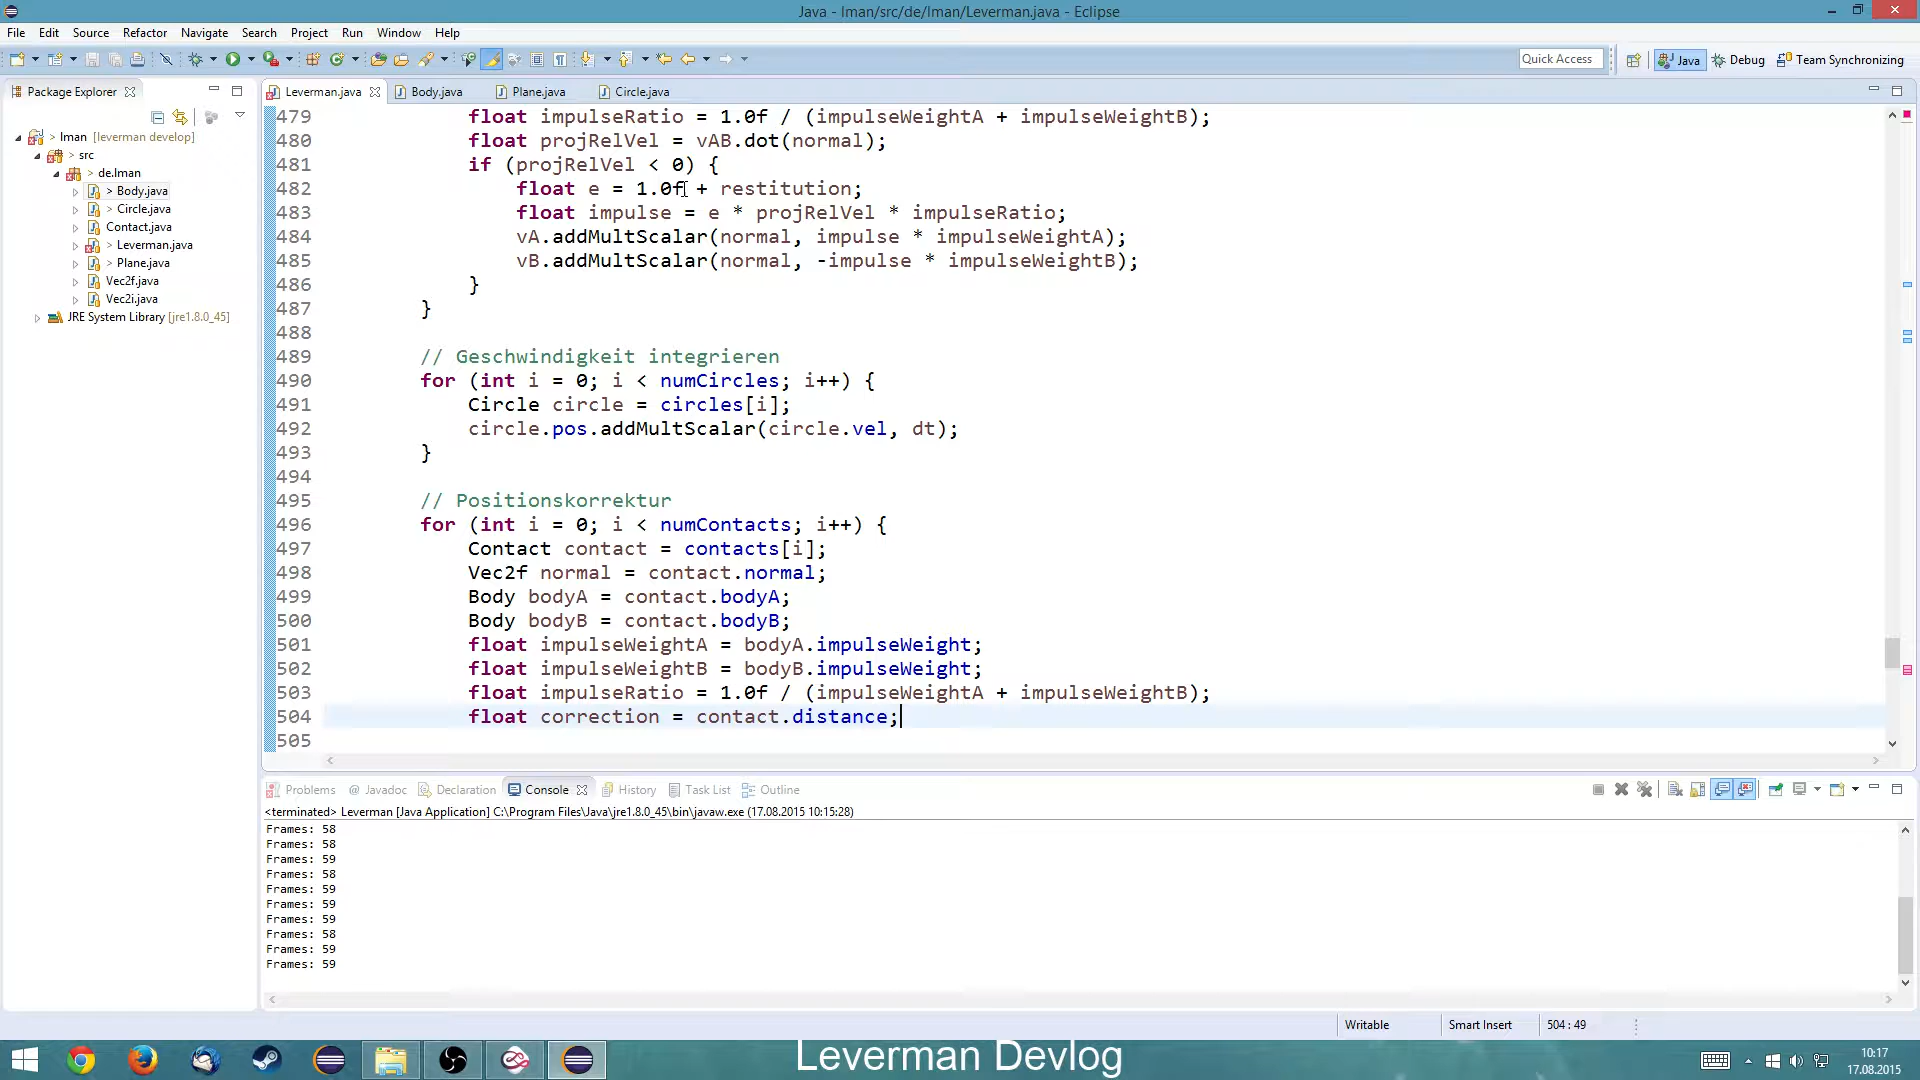 Java - lman/src/de/lman/Leverman.java - Eclipse
File Edit Source Refactor Navigate Search Project Run Window Help
Quick Access Java Debug Team Synchronizing
Package Explorer
> lman [leverman develop]
> src
> de.lman
> Body.java
> Circle.java
Contact.java
> Leverman.java
> Plane.java
Vec2f.java
Vec2i.java
JRE System Library [jre1.8.0_45]
Leverman.java Body.java Plane.java Circle.java
479 float impulseRatio = 1.0f / (impulseWeightA + impulseWeightB);
480 float projRelVel = vAB.dot(normal);
481 if (projRelVel < 0) {
482 float e = 1.0f + restitution;
483 float impulse = e * projRelVel * impulseRatio;
484 vA.addMultScalar(normal, impulse * impulseWeightA);
485 vB.addMultScalar(normal, -impulse * impulseWeightB);
486 }
487 }
488
489 // Geschwindigkeit integrieren
490 for (int i = 0; i < numCircles; i++) {
491 Circle circle = circles[i];
492 circle.pos.addMultScalar(circle.vel, dt);
493 }
494
495 // Positionskorrektur
496 for (int i = 0; i < numContacts; i++) {
497 Contact contact = contacts[i];
498 Vec2f normal = contact.normal;
499 Body bodyA = contact.bodyA;
500 Body bodyB = contact.bodyB;
501 float impulseWeightA = bodyA.impulseWeight;
502 float impulseWeightB = bodyB.impulseWeight;
503 float impulseRatio = 1.0f / (impulseWeightA + impulseWeightB);
504 float correction = contact.distance;
505
Problems @ Javadoc Declaration Console History Task List Outline
<terminated> Leverman [Java Application] C:\Program Files\Java\jre1.8.0_45\bin\javaw.exe (17.08.2015 10:15:28)
Frames: 58
Frames: 58
Frames: 59
Frames: 58
Frames: 59
Frames: 59
Frames: 59
Frames: 58
Frames: 59
Frames: 59
Writable Smart Insert 504 : 49
Leverman Devlog
10:17
17.08.2015